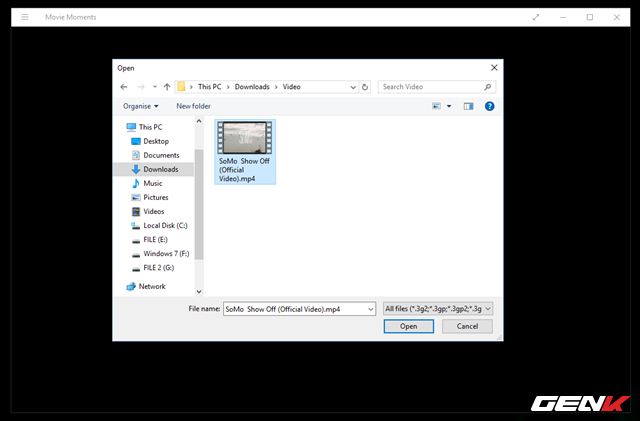 Movie Moments
Open
This PC > Downloads > Video
Search Video
Organise
New folder
This PC
Desktop
Documents
Downloads
Music
Pictures
Videos
Local Disk (C:)
FILE (E:)
Windows 7 (F:)
FILE 2 (G:)
Network
SoMo Show Off
(Official
Video).mp4
File name:
SoMo Show Off (Official Video).mp4
All files (*.3g2;*.3gp;*.3gp2;*.3g
Open
Cancel
GENK